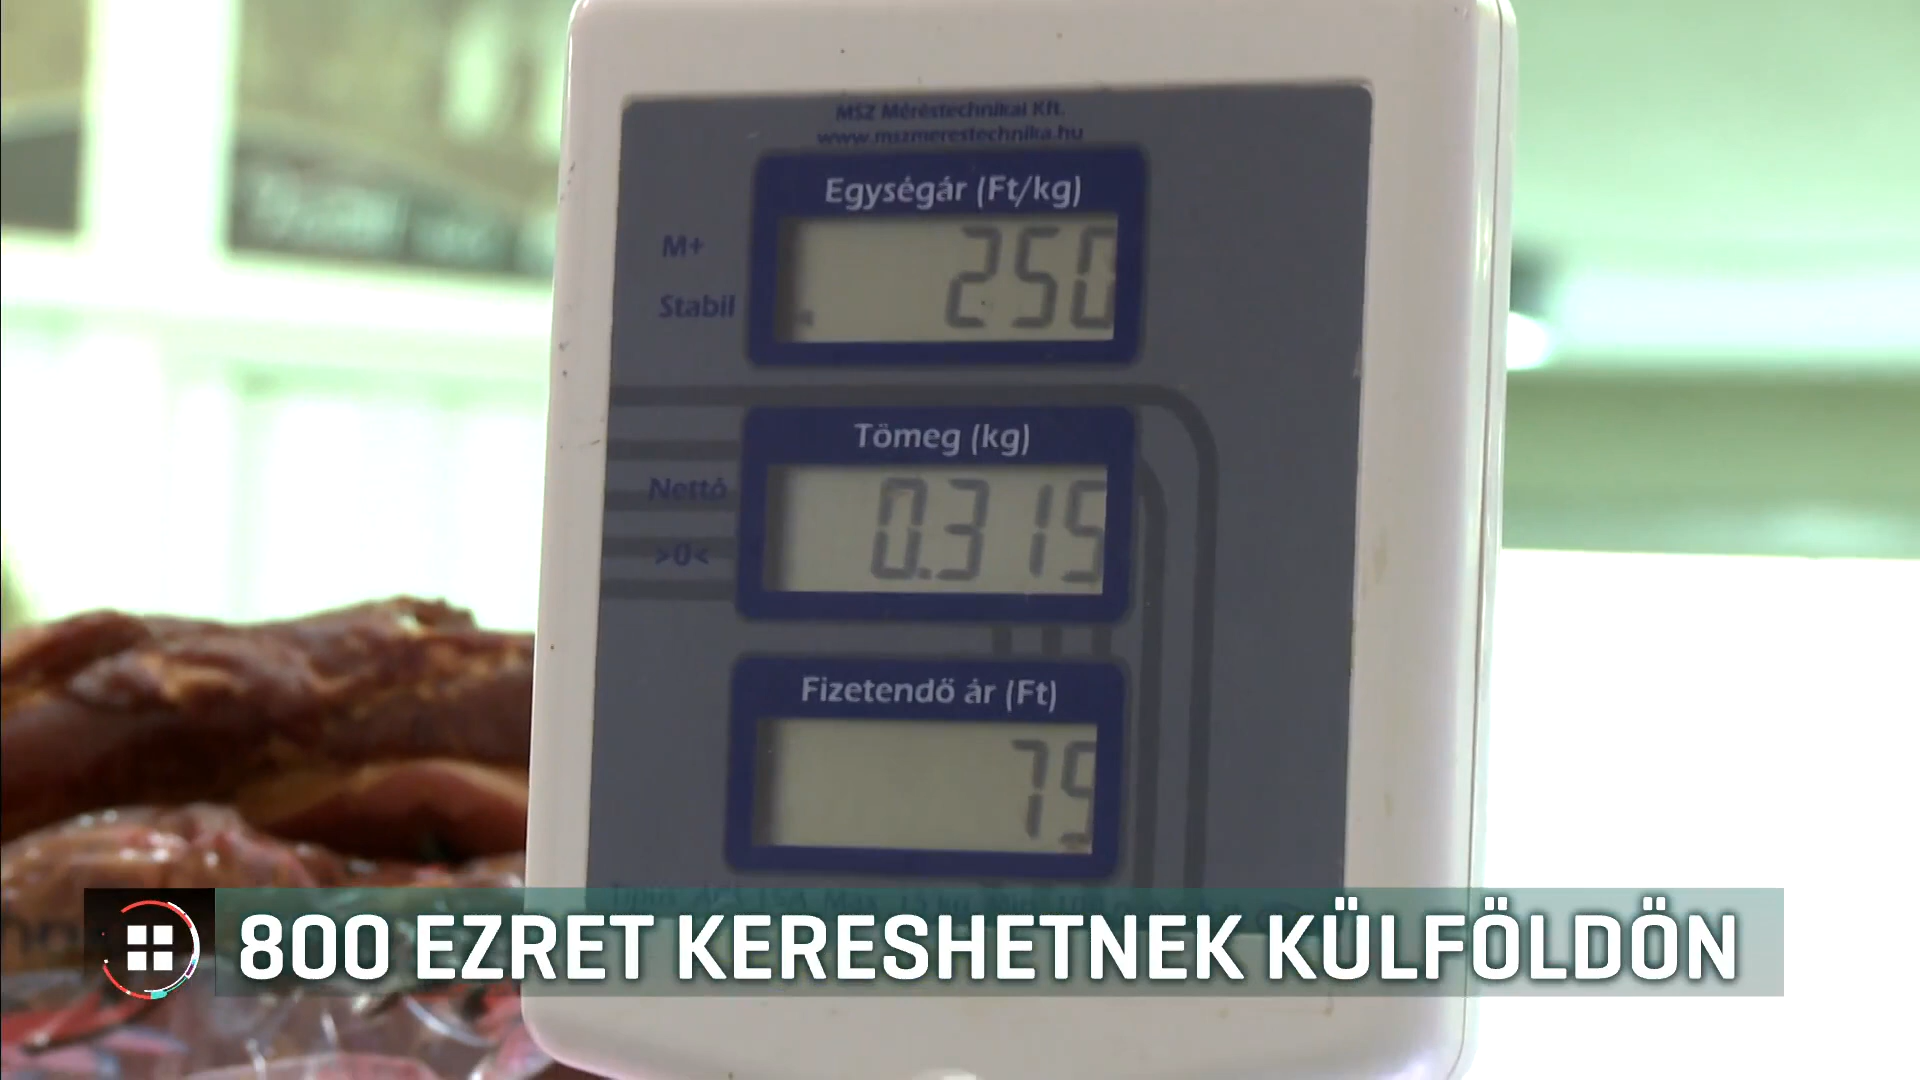 MSZ Méréstechnikai Kft.
www.mszmerestechnika.hu
Egységár (Ft/kg)
M+
250
Stabil
Tömeg (kg)
Nettó
0.315
>0<
Fizetendő ár (Ft)
75
800 EZRET KERESHETNEK KÜLFÖLDÖN